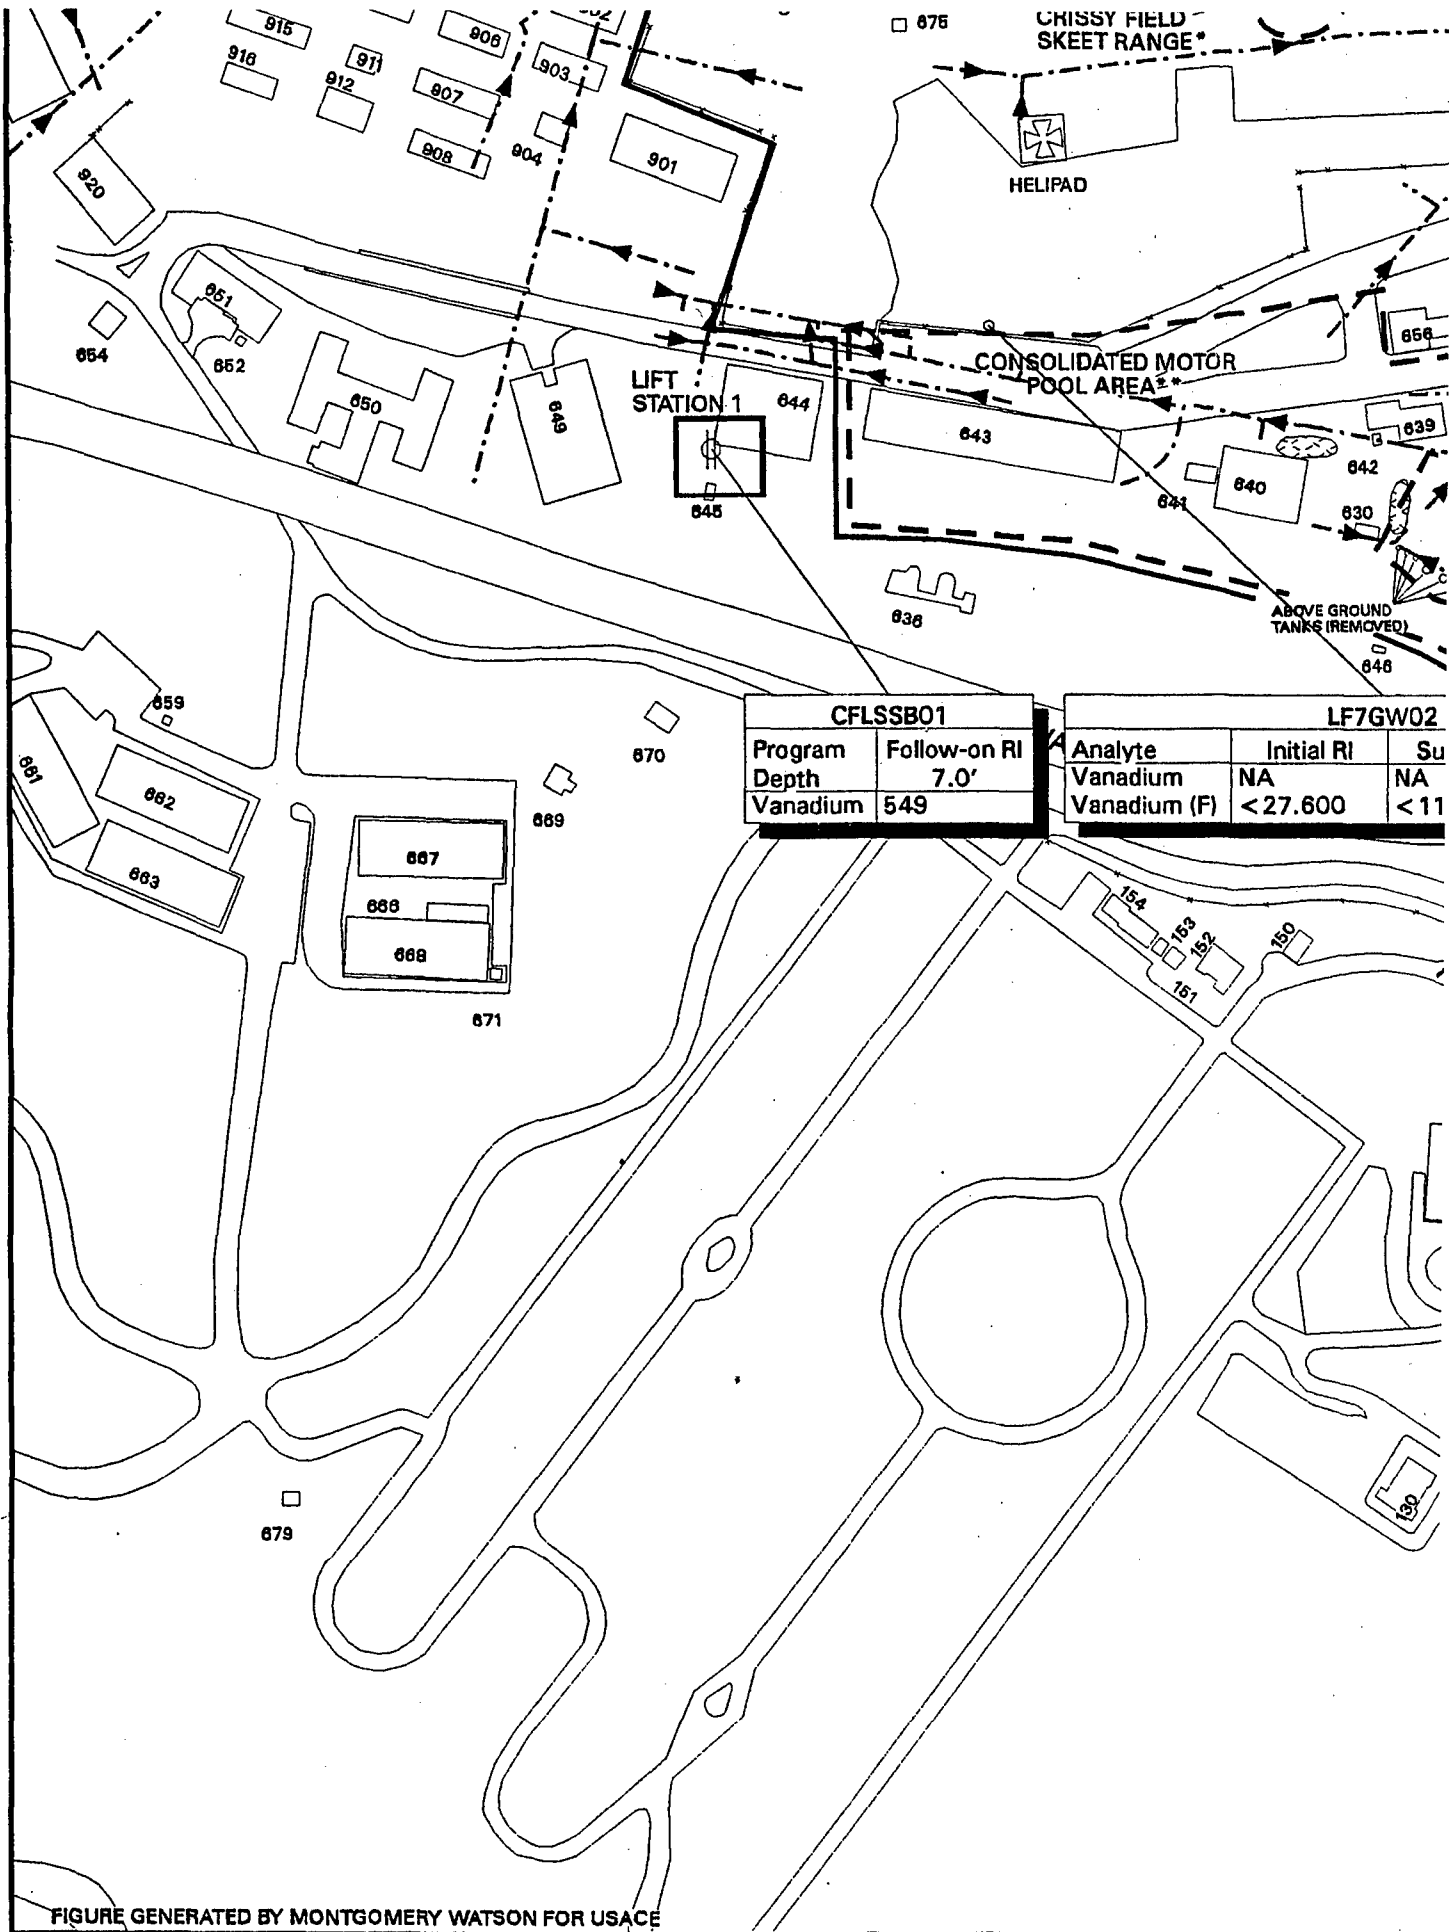 915
906
675
CRISSY FIELD
SKEET RANGE*
916
911
903
912
907
908
904
901
920
HELIPAD
651
654
652
650
649
LIFT
STATION 1
644
CONSOLIDATED MOTOR
POOL AREA**
643
656
639
642
641
640
630
645
636
ABOVE GROUND
TANKS (REMOVED)
646
659
670
661
662
669
663
667
666
668
671
CFLSSB01
Program Follow-on RI
Depth 7.0'
Vanadium 549
LF7GW02
Analyte Initial RI Su
Vanadium NA NA
Vanadium (F) <27.600 <11
154
153
152
150
151
679
130
FIGURE GENERATED BY MONTGOMERY WATSON FOR USACE